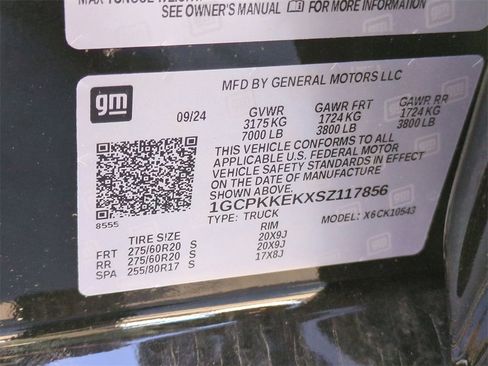 SEE OWNER'S MANUAL FOR MORE INFORMATION
MFD BY GENERAL MOTORS LLC
gm
09/24 GVWR GAWR FRT GAWR RR
3175 KG 1724 KG 1724 KG
7000 LB 3800 LB 3800 LB
THIS VEHICLE CONFORMS TO ALL
APPLICABLE U.S. FEDERAL MOTOR
VEHICLE SAFETY STANDARDS IN EFFECT
ON THE DATE OF MANUFACTURE
SHOWN ABOVE.
1GCPKKEKXSZ117856
8555 TYPE: TRUCK MODEL: X6CK10543
TIRE SIZE RIM
FRT 275/60R20 S 20X9J
RR 275/60R20 S 20X9J
SPA 255/80R17 S 17X8J